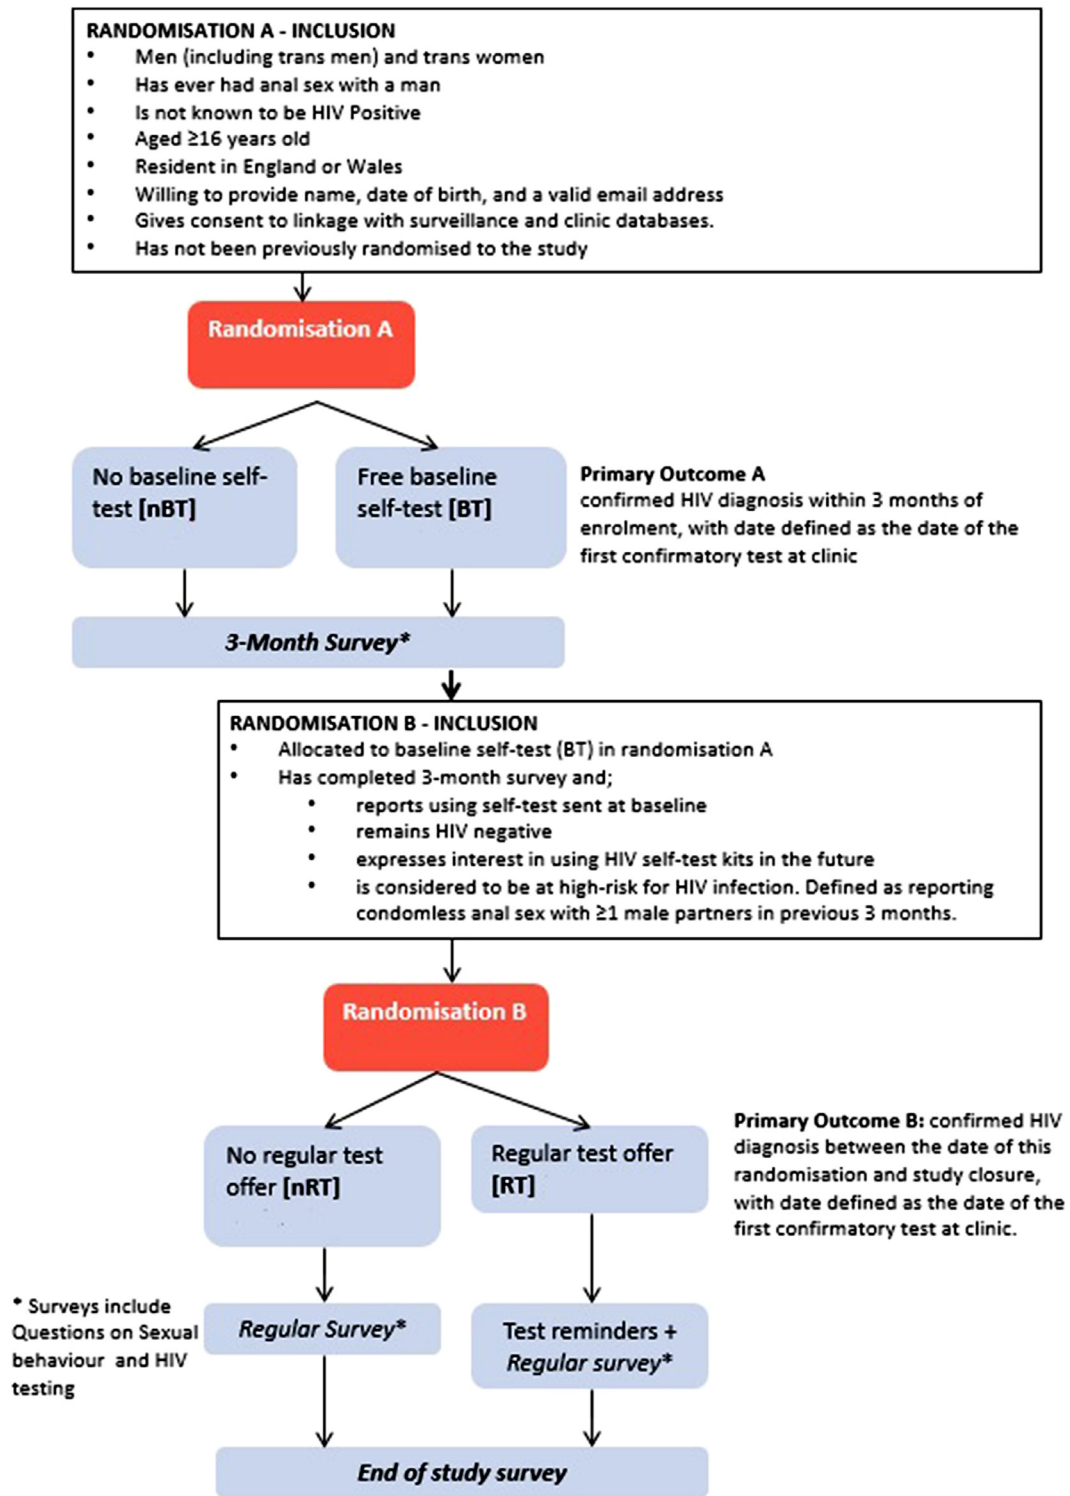 RANDOMISATION A - INCLUSION
• Men (including trans men) and trans women
• Has ever had anal sex with a man
• Is not known to be HIV Positive
• Aged ≥16 years old
• Resident in England or Wales
• Willing to provide name, date of birth, and a valid email address
• Gives consent to linkage with surveillance and clinic databases.
• Has not been previously randomised to the study
Randomisation A
No baseline self-
test [nBT]
Free baseline
self-test [BT]
Primary Outcome A
confirmed HIV diagnosis within 3 months of
enrolment, with date defined as the date of the
first confirmatory test at clinic
3-Month Survey*
RANDOMISATION B - INCLUSION
• Allocated to baseline self-test (BT) in randomisation A
• Has completed 3-month survey and;
• reports using self-test sent at baseline
• remains HIV negative
• expresses interest in using HIV self-test kits in the future
• is considered to be at high-risk for HIV infection. Defined as reporting
condomless anal sex with ≥1 male partners in previous 3 months.
Randomisation B
No regular test
offer [nRT]
Regular test offer
[RT]
Primary Outcome B: confirmed HIV
diagnosis between the date of this
randomisation and study closure,
with date defined as the date of the
first confirmatory test at clinic.
* Surveys include
Questions on Sexual
behaviour and HIV
testing
Regular Survey*
Test reminders +
Regular survey*
End of study survey